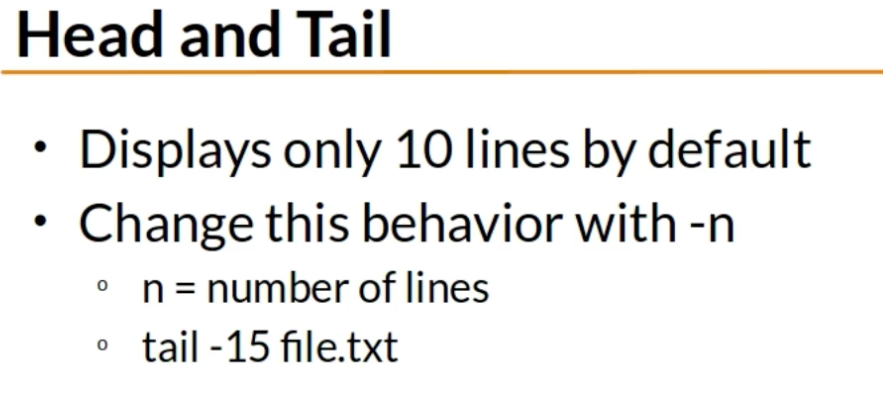 Head and Tail
• Displays only 10 lines by default
• Change this behavior with -n
o n = number of lines
o tail -15 file.txt